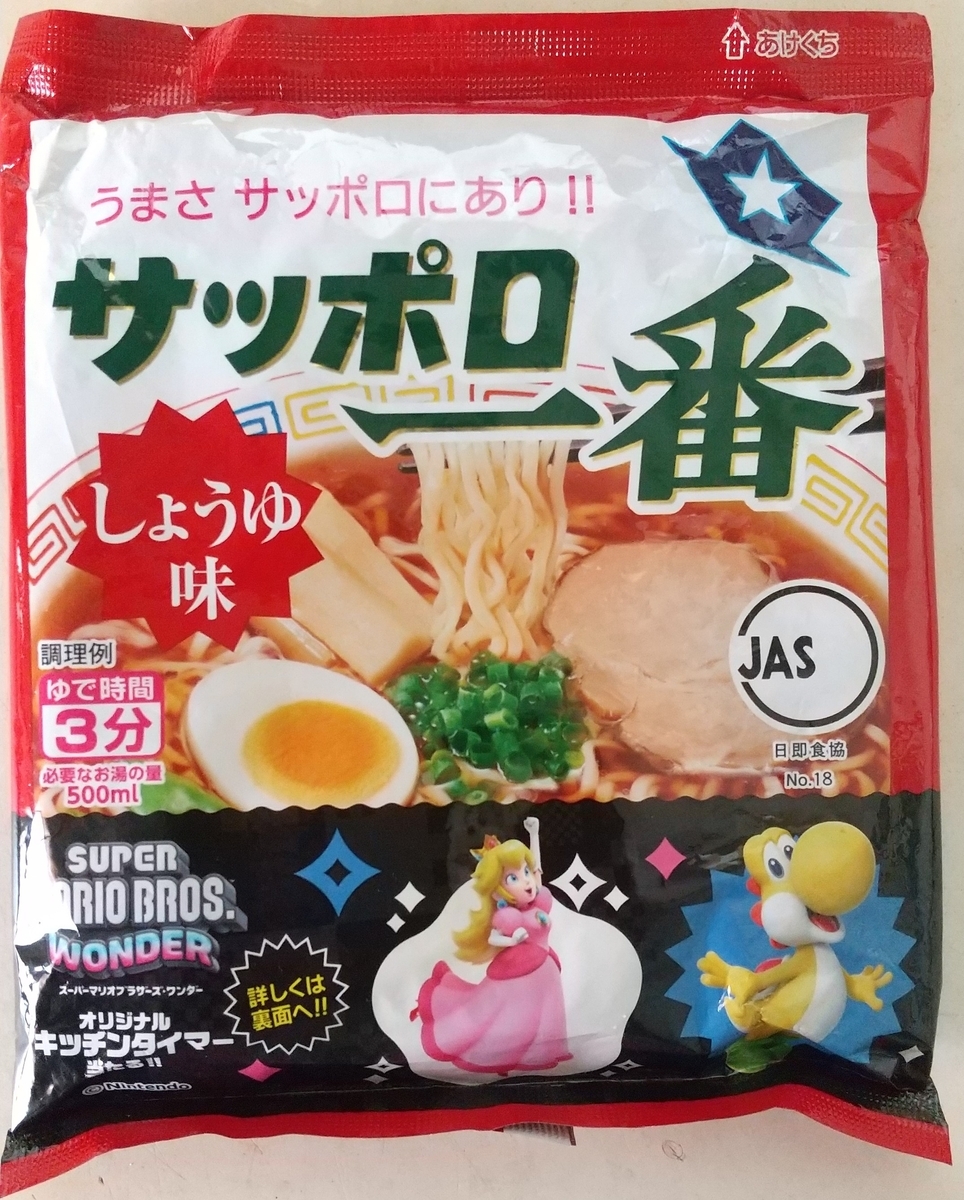 あけくち
うまさ サッポロにあり!!
サッポロ
一番
しょうゆ
味
調理例
ゆで時間
3分
必要なお湯の量
500ml
JAS
日即食協
No.18
SUPER
MARIO BROS.
WONDER
スーパーマリオブラザーズ・ワンダー
オリジナル
キッチンタイマー
当たる!!
©Nintendo
詳しくは
裏面へ!!